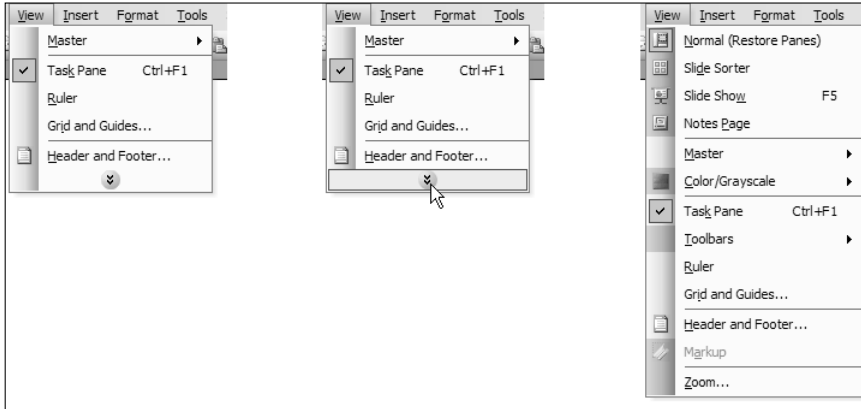 View Insert Format Tools
Master
Task Pane Ctrl+F1
Ruler
Grid and Guides...
Header and Footer...
View Insert Format Tools
Master
Task Pane Ctrl+F1
Ruler
Grid and Guides...
Header and Footer...
View Insert Format Tools
Normal (Restore Panes)
Slide Sorter
Slide Show F5
Notes Page
Master
Color/Grayscale
Task Pane Ctrl+F1
Toolbars
Ruler
Grid and Guides...
Header and Footer...
Markup
Zoom...